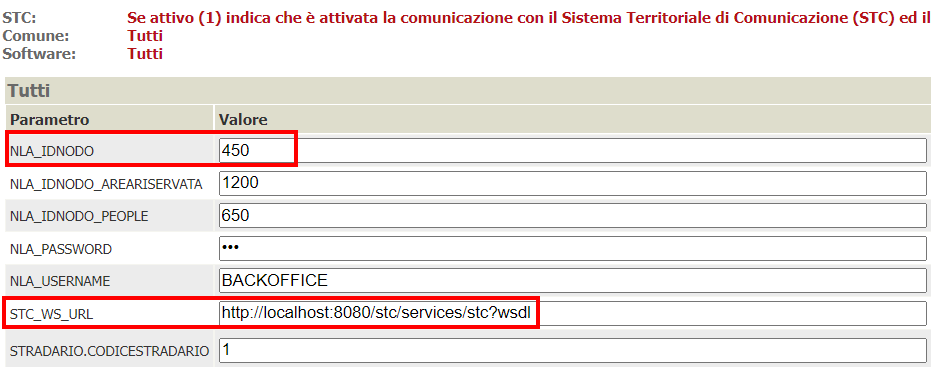 STC: Se attivo (1) indica che è attivata la comunicazione con il Sistema Territoriale di Comunicazione (STC) ed il
Comune: Tutti
Software: Tutti
Tutti
Parametro Valore
NLA_IDNODO 450
NLA_IDNODO_AREARISERVATA 1200
NLA_IDNODO_PEOPLE 650
NLA_PASSWORD •••
NLA_USERNAME BACKOFFICE
STC_WS_URL http://localhost:8080/stc/services/stc?wsdl
STRADARIO.CODICESTRADARIO 1